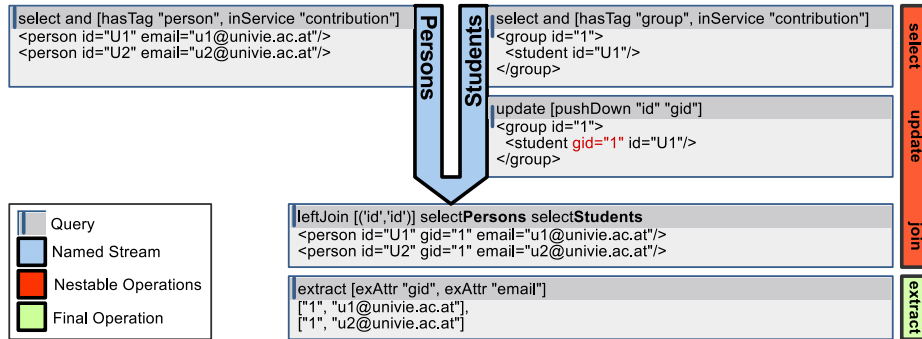 select and [hasTag "person", inService "contribution"]
<person id="U1" email="u1@univie.ac.at"/>
<person id="U2" email="u2@univie.ac.at"/>
Persons
Students
select and [hasTag "group", inService "contribution"]
<group id="1">
<student id="U1"/>
</group>
select
update [pushDown "id" "gid"]
<group id="1">
<student gid="1" id="U1"/>
</group>
update
leftJoin [('id','id')] selectPersons selectStudents
<person id="U1" gid="1" email="u1@univie.ac.at"/>
<person id="U2" gid="1" email="u2@univie.ac.at"/>
join
extract [exAttr "gid", exAttr "email"]
["1", "u1@univie.ac.at"],
["1", "u2@univie.ac.at"]
extract
Query
Named Stream
Nestable Operations
Final Operation